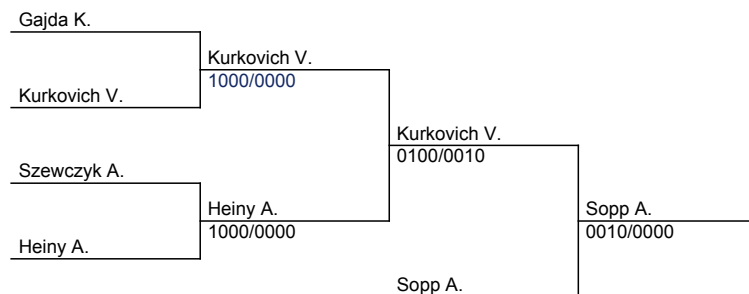 Gajda K.
Kurkovich V.
1000/0000
Kurkovich V.
Kurkovich V.
0100/0010
Szewczyk A.
Heiny A.
1000/0000
Sopp A.
0010/0000
Heiny A.
Sopp A.